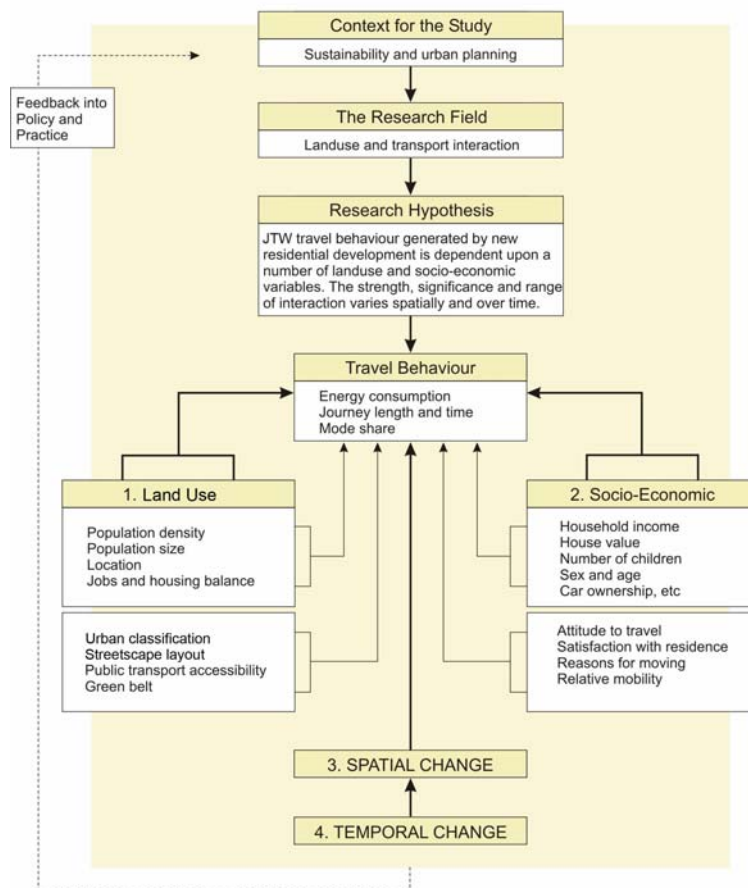 Context for the Study
Sustainability and urban planning
Feedback into
Policy and
Practice
The Research Field
Landuse and transport interaction
Research Hypothesis
JTW travel behaviour generated by new
residential development is dependent upon a
number of landuse and socio-economic
variables. The strength, significance and range
of interaction varies spatially and over time.
Travel Behaviour
Energy consumption
Journey length and time
Mode share
1. Land Use
Population density
Population size
Location
Jobs and housing balance
Urban classification
Streetscape layout
Public transport accessibility
Green belt
2. Socio-Economic
Household income
House value
Number of children
Sex and age
Car ownership, etc
Attitude to travel
Satisfaction with residence
Reasons for moving
Relative mobility
3. SPATIAL CHANGE
4. TEMPORAL CHANGE